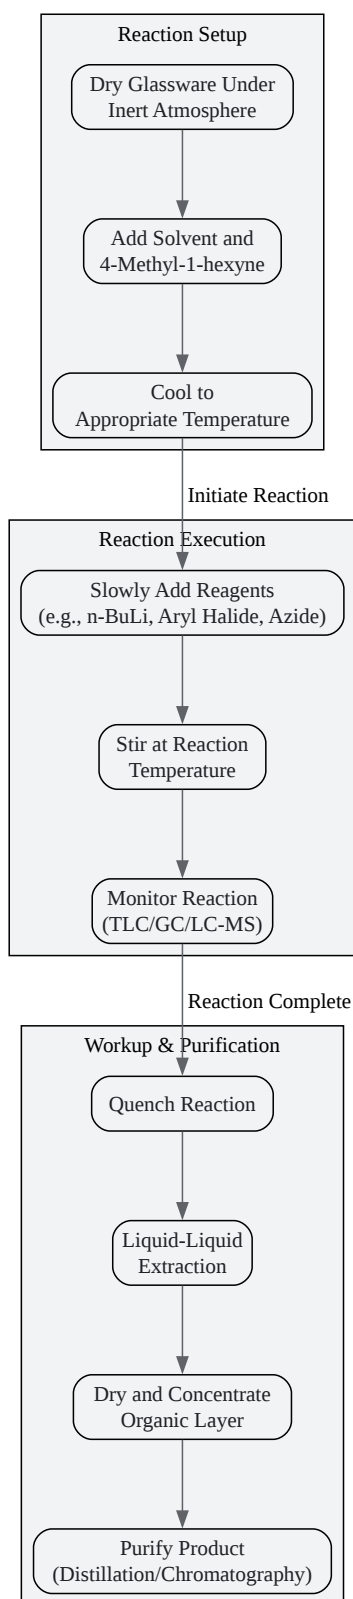 Reaction Setup
Dry Glassware Under
Inert Atmosphere
Add Solvent and
4-Methyl-1-hexyne
Cool to
Appropriate Temperature
Initiate Reaction
Reaction Execution
Slowly Add Reagents
(e.g., n-BuLi, Aryl Halide, Azide)
Stir at Reaction
Temperature
Monitor Reaction
(TLC/GC/LC-MS)
Reaction Complete
Workup & Purification
Quench Reaction
Liquid-Liquid
Extraction
Dry and Concentrate
Organic Layer
Purify Product
(Distillation/Chromatography)